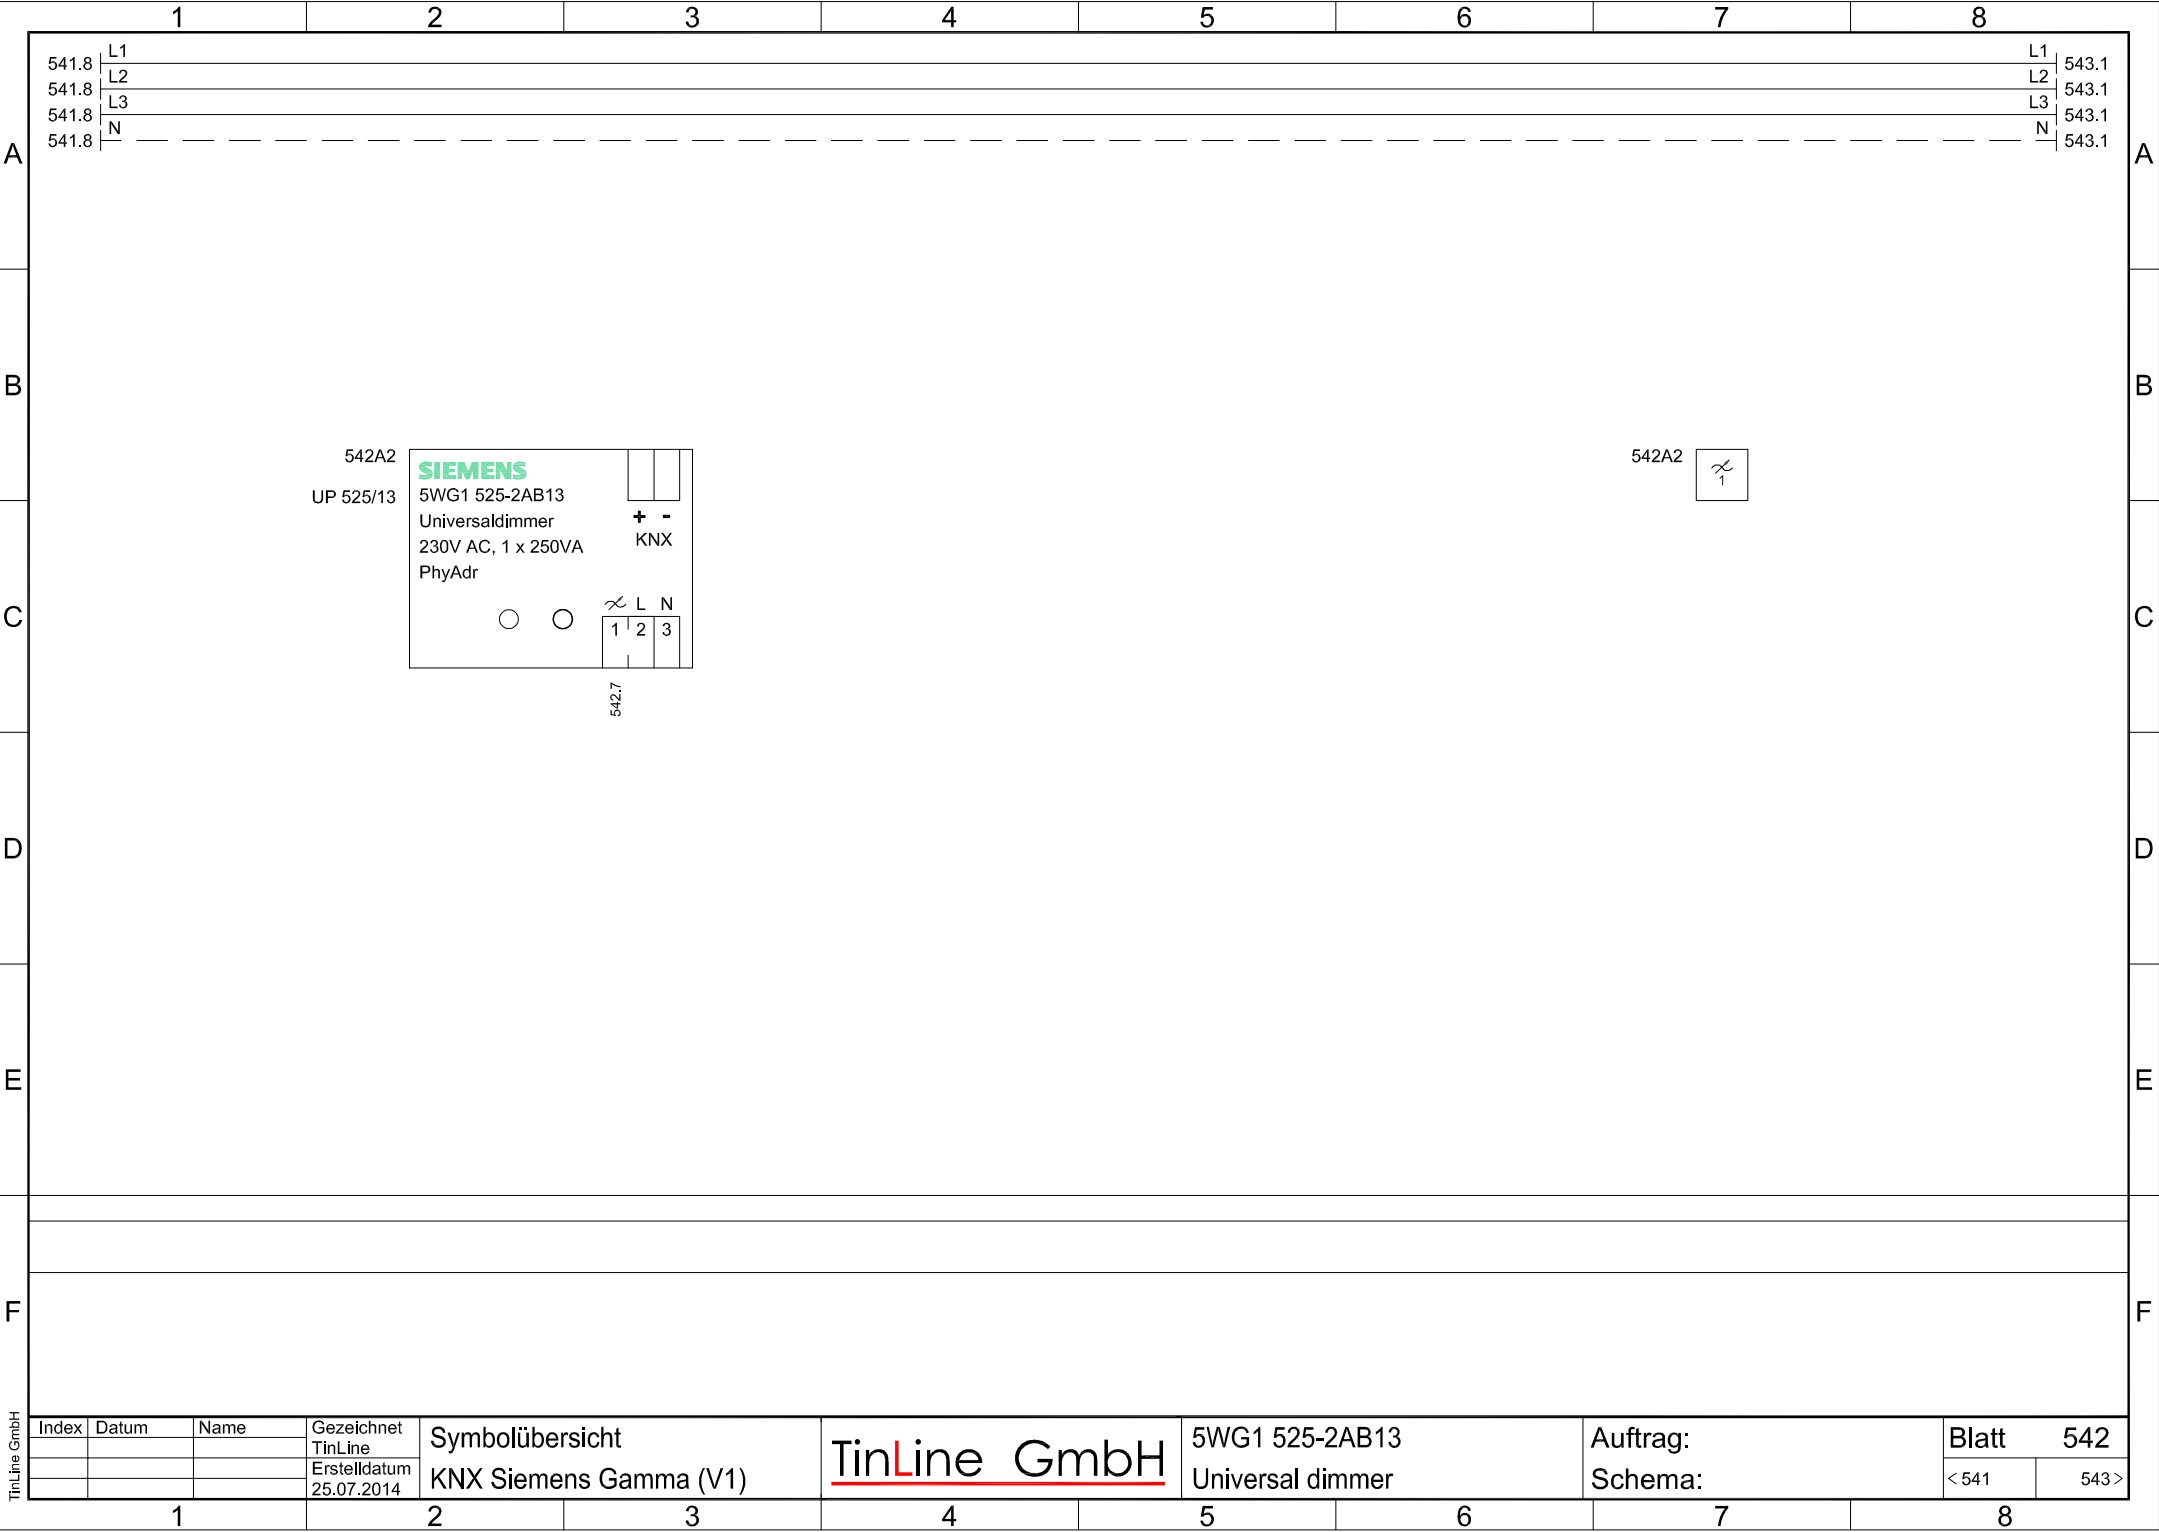 1 2 3 4 5 6 7 8
L1 L1
541.8 543.1
L2 L2
541.8 543.1
L3 L3
541.8 543.1
N N
541.8 543.1
A A
B B
542A2 SIEMENS 542A2
1
UP 525/13 5WG1 525-2AB13
Universaldimmer + -
230V AC, 1 x 250VA KNX
PhyAdr
L N
C C
1 2 3
542.7
D D
E E
F F
TinLine GmbH
Index Datum Name
Gezeichnet
TinLine
Erstelldatum
25.07.2014
Symbolübersicht
KNX Siemens Gamma (V1)
TinLine GmbH
5WG1 525-2AB13
Universal dimmer
Auftrag:
Schema:
Blatt 542
< 541 543 >
1 2 3 4 5 6 7 8